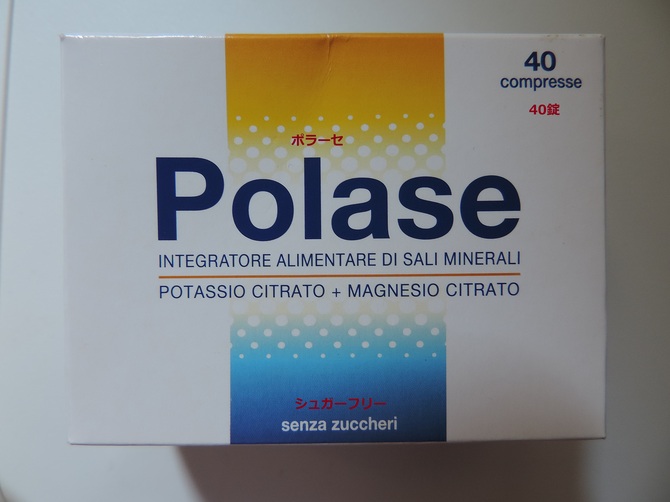 40
compresse
40錠
ポラーセ
Polase
INTEGRATORE ALIMENTARE DI SALI MINERALI
POTASSIO CITRATO + MAGNESIO CITRATO
シュガーフリー
senza zuccheri